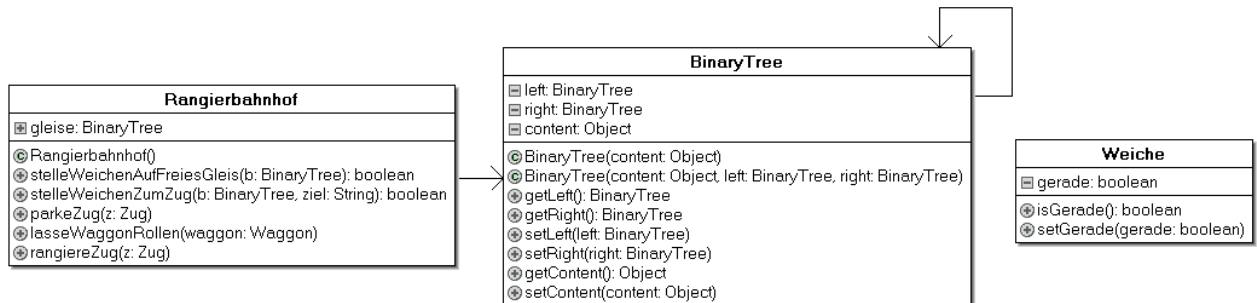 Rangierbahnhof
gleise: BinaryTree
Rangierbahnhof()
stelleWeichenAufFreiesGleis(b: BinaryTree): boolean
stelleWeichenZumZug(b: BinaryTree, ziel: String): boolean
parkeZug(z: Zug)
lasseWaggonRollen(waggon: Waggon)
rangiereZug(z: Zug)
BinaryTree
left: BinaryTree
right: BinaryTree
content: Object
BinaryTree(content: Object)
BinaryTree(content: Object, left: BinaryTree, right: BinaryTree)
getLeft(): BinaryTree
getRight(): BinaryTree
setLeft(left: BinaryTree)
setRight(right: BinaryTree)
getContent(): Object
setContent(content: Object)
Weiche
gerade: boolean
isGerade(): boolean
setGerade(gerade: boolean)